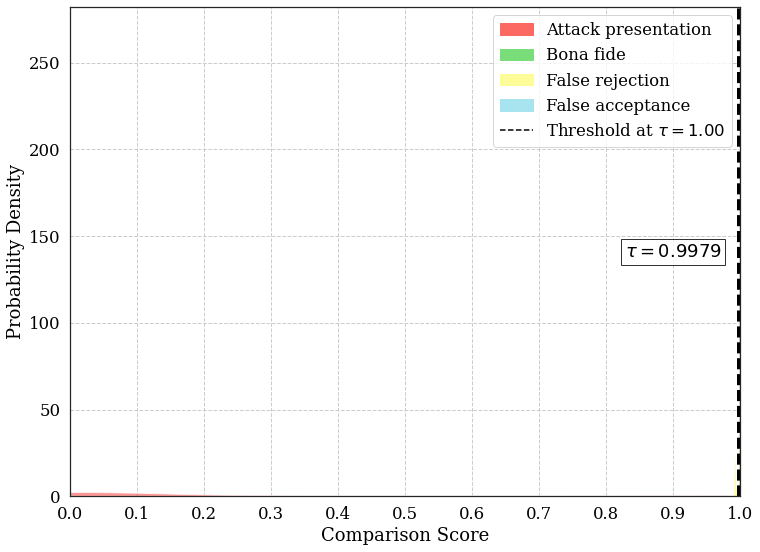 Attack presentation
Bona fide
False rejection
False acceptance
Threshold at τ = 1.00
τ = 0.9979
Probability Density
250
200
150
100
50
0
0.0 0.1 0.2 0.3 0.4 0.5 0.6 0.7 0.8 0.9 1.0
Comparison Score